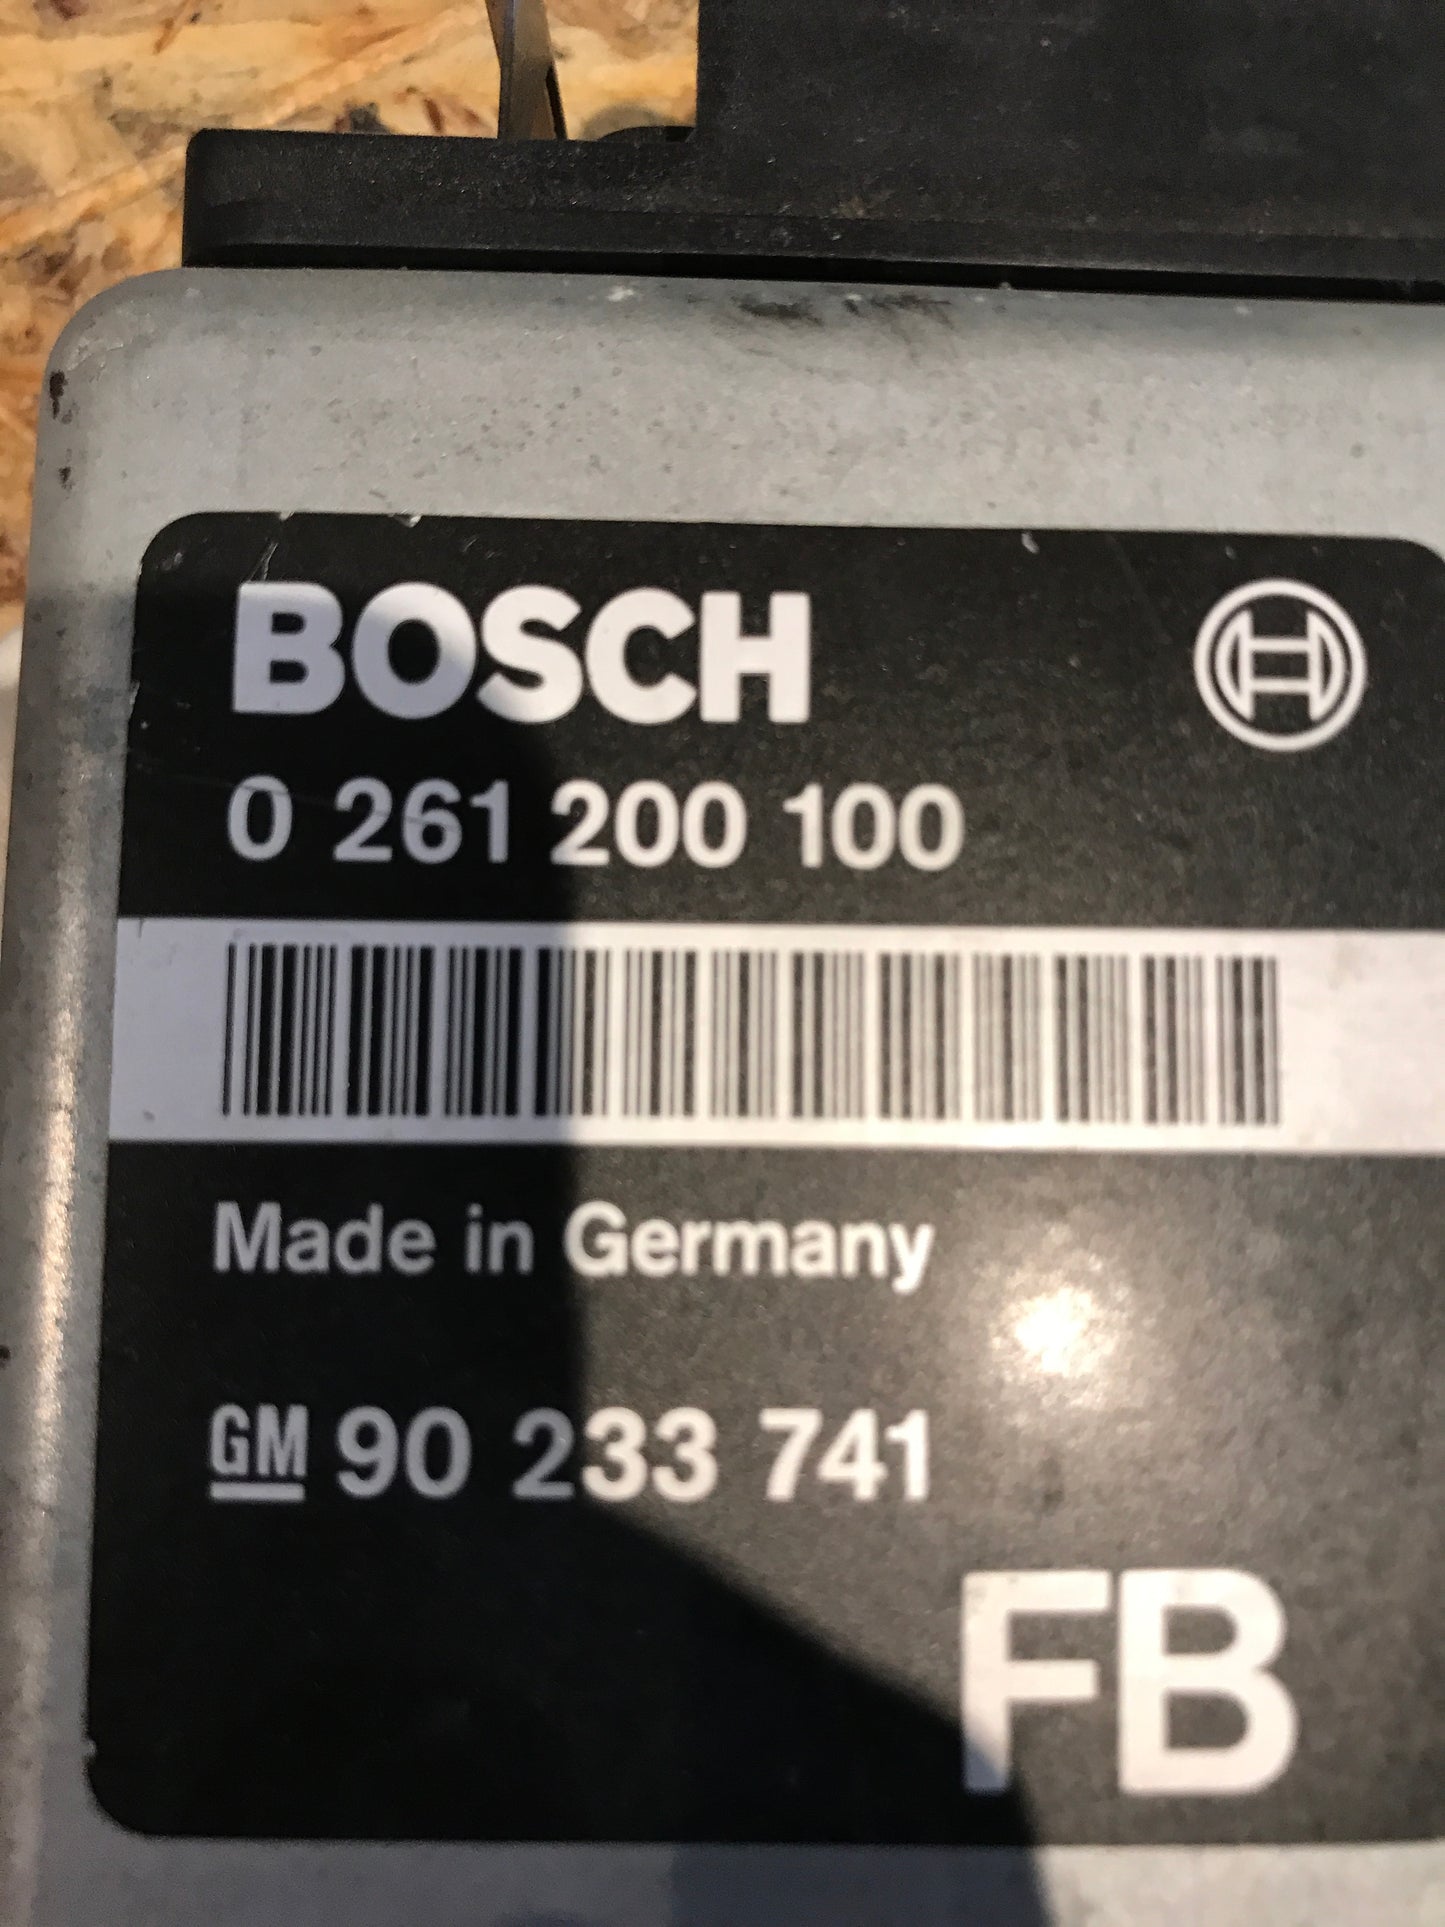 BOSCH
0 261 200 100
Made in Germany
GM 90 233 741
FB